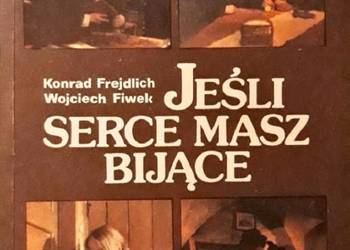 Konrad Frejdlich
Wojciech Fiwek
JEŚLI
SERCE MASZ
BIJĄCE